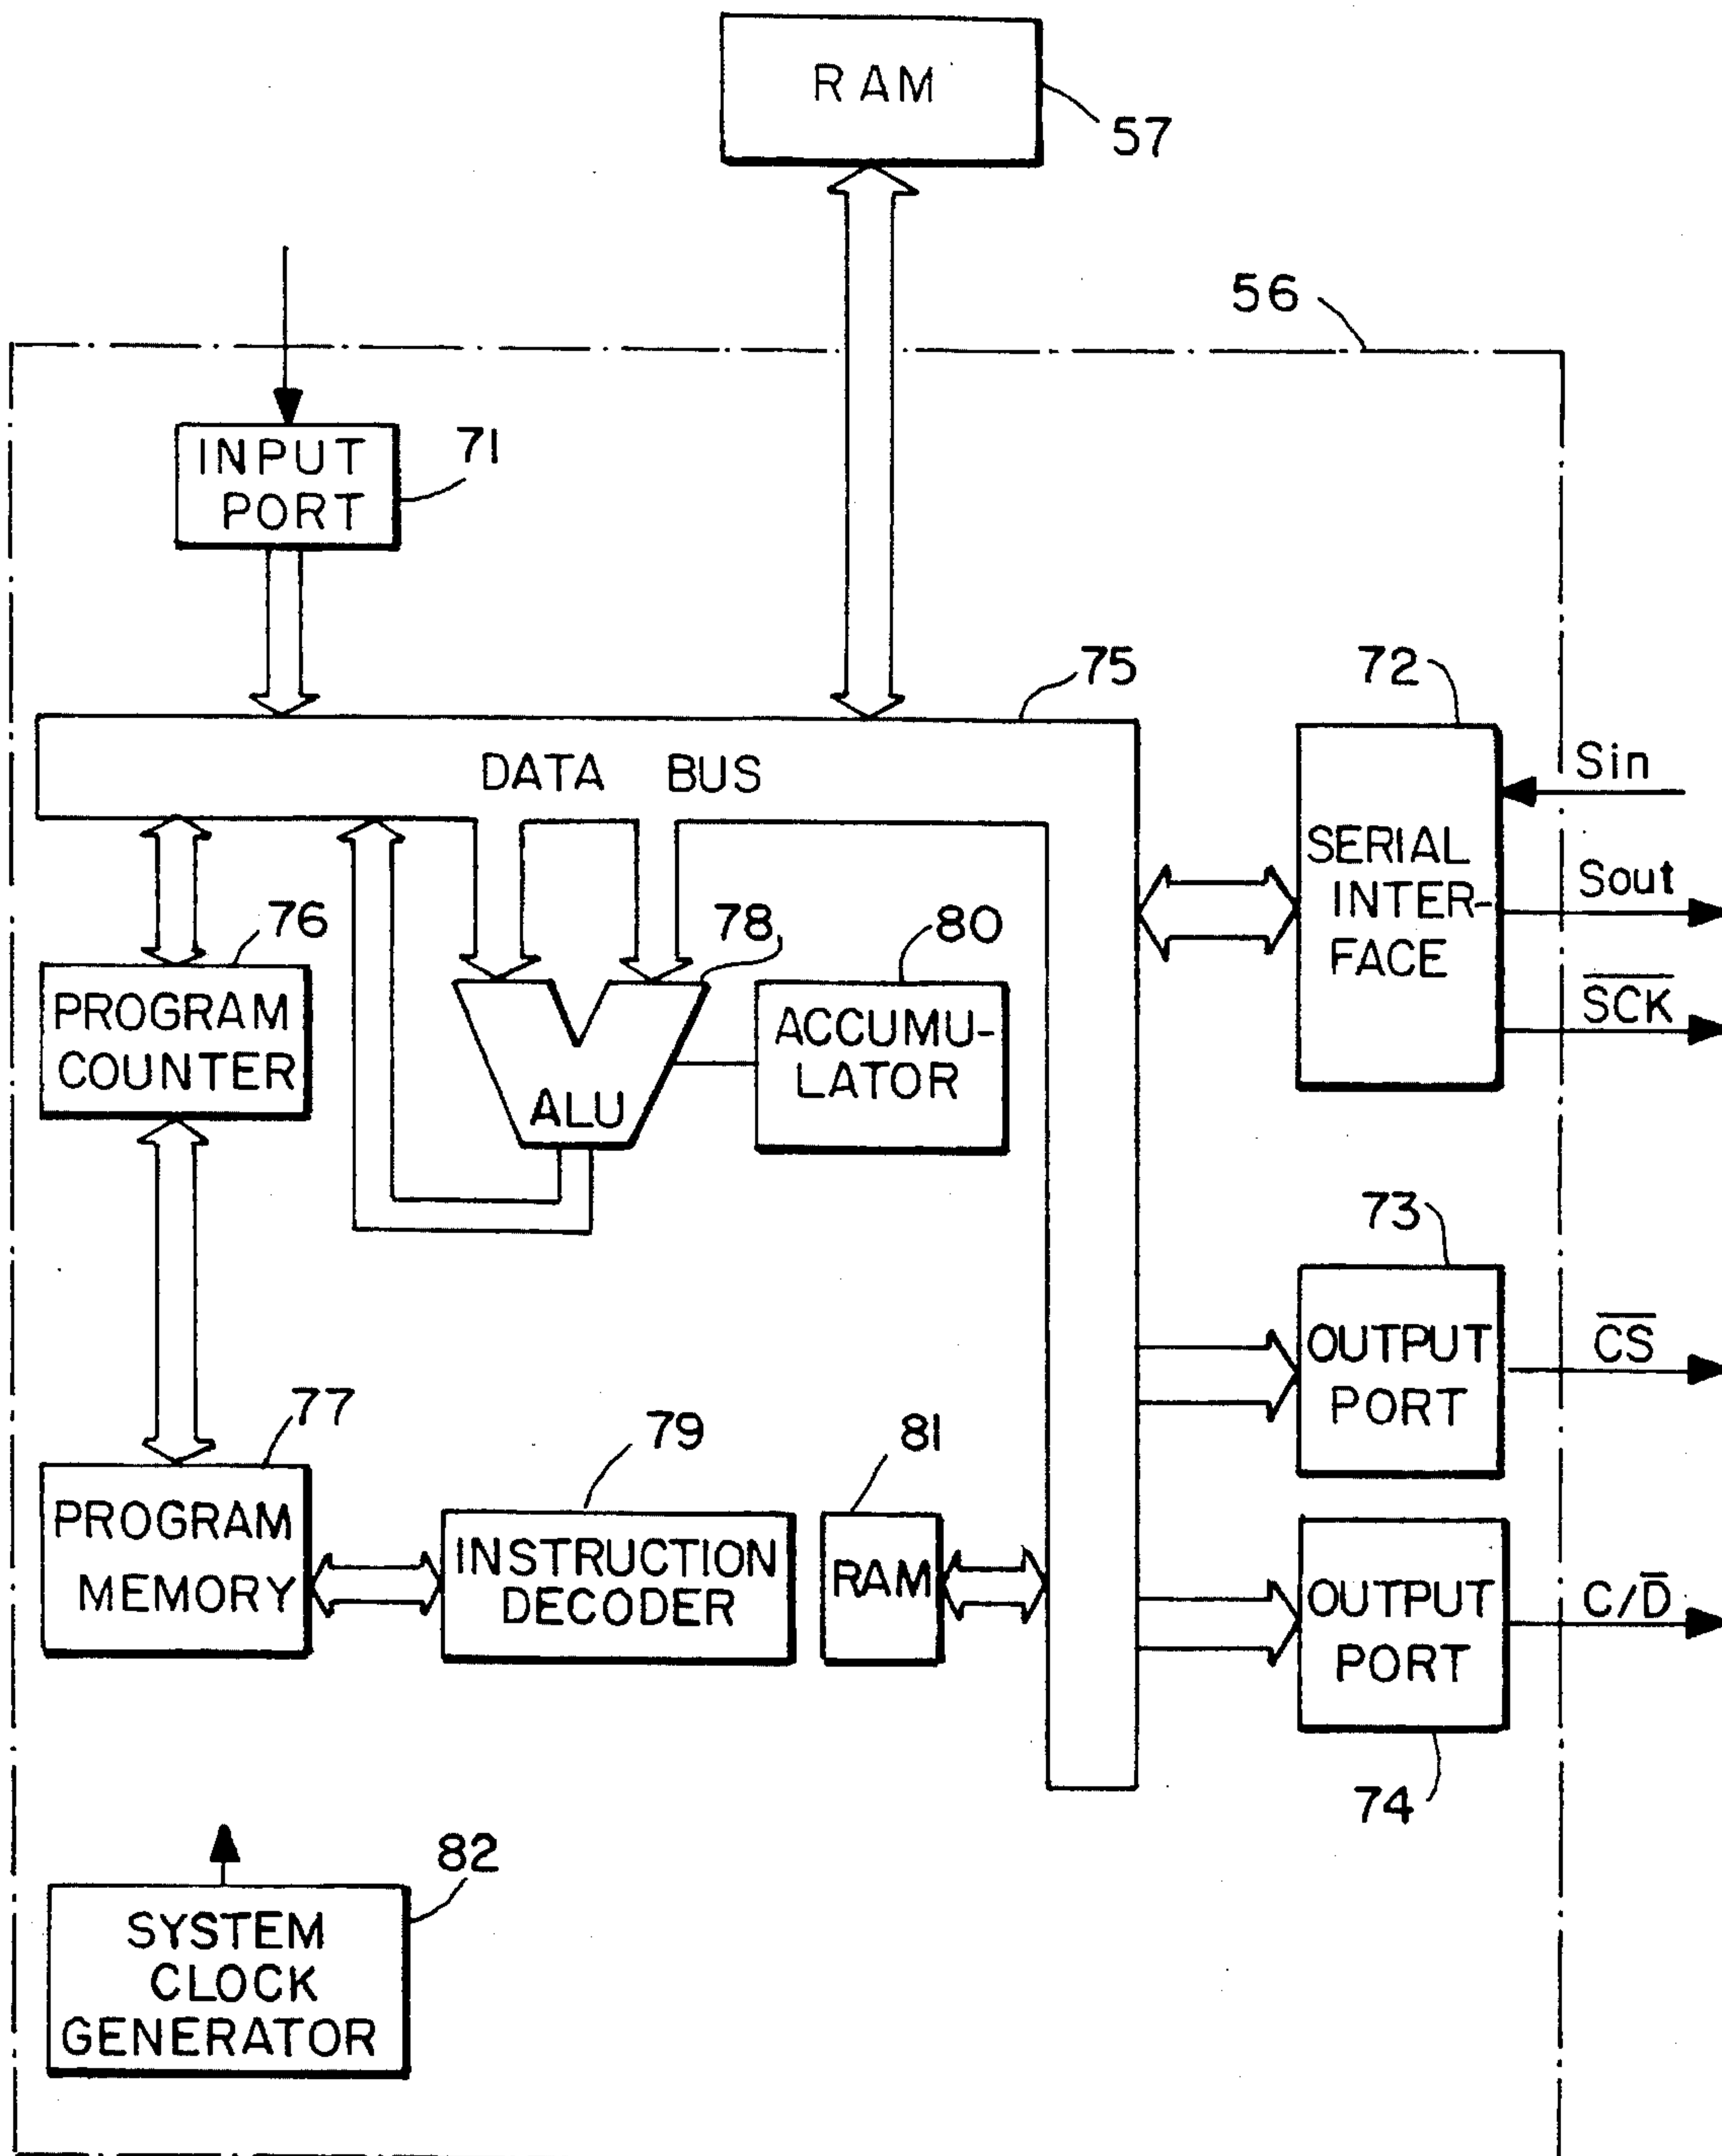 RAM
57
56
INPUT
PORT
71
75
72
DATA BUS
Sin
SERIAL
INTER-
FACE
Sout
S̅C̅K̅
76
78
80
PROGRAM
COUNTER
ALU
ACCUMU-
LATOR
73
OUTPUT
PORT
C̅S̅
77
79
81
PROGRAM
MEMORY
INSTRUCTION
DECODER
RAM
OUTPUT
PORT
C/D̅
74
82
SYSTEM
CLOCK
GENERATOR